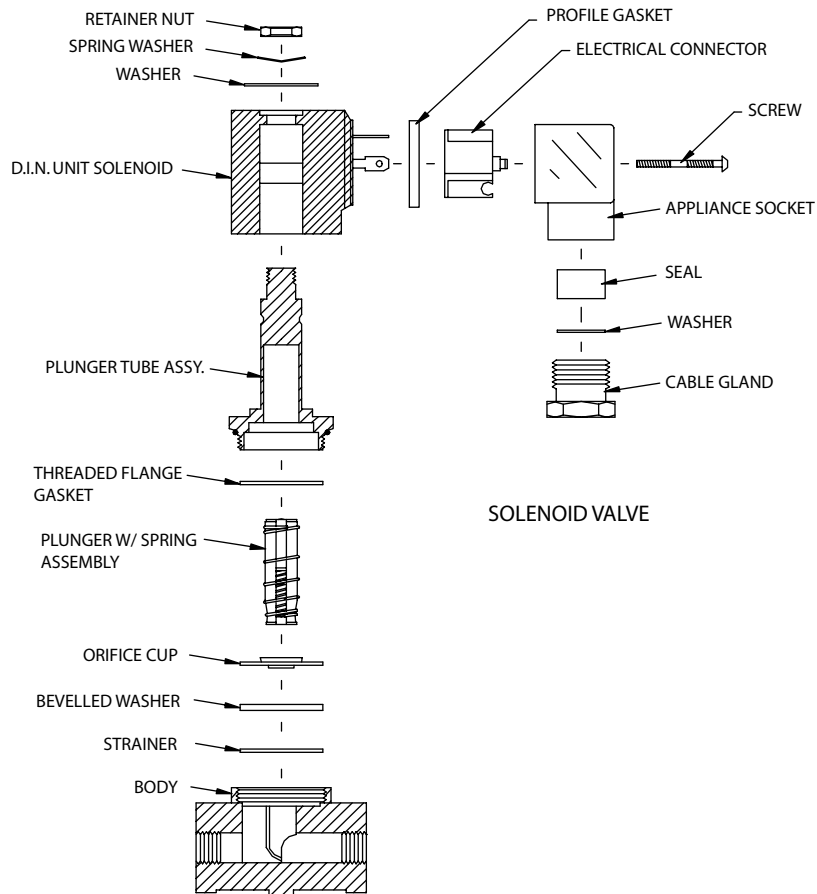 RETAINER NUT
SPRING WASHER
WASHER
D.I.N. UNIT SOLENOID
PROFILE GASKET
ELECTRICAL CONNECTOR
SCREW
APPLIANCE SOCKET
SEAL
WASHER
CABLE GLAND
PLUNGER TUBE ASSY.
THREADED FLANGE
GASKET
PLUNGER W/ SPRING
ASSEMBLY
ORIFICE CUP
BEVELLED WASHER
STRAINER
BODY
SOLENOID VALVE